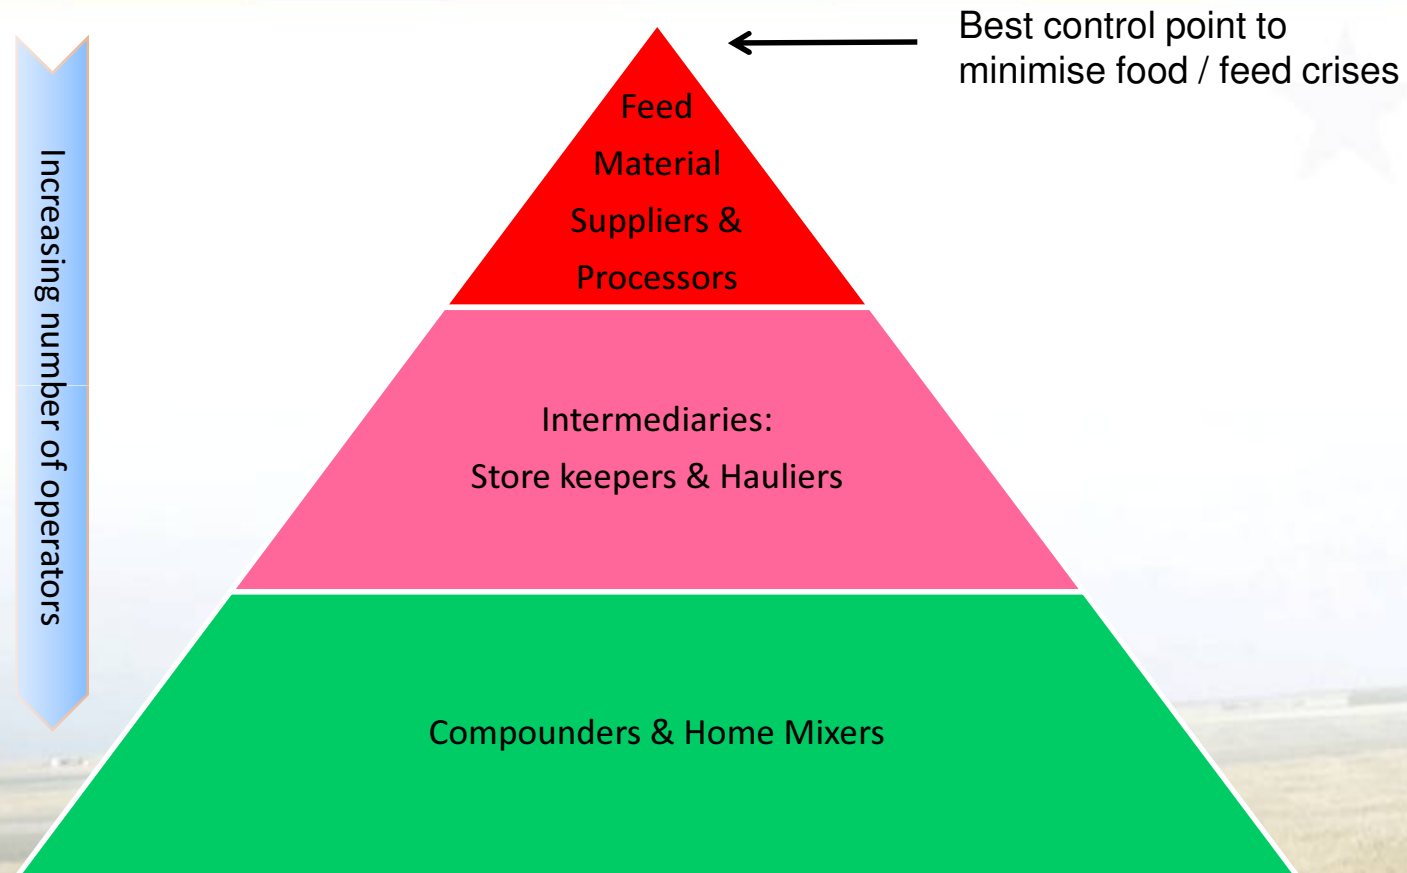 Best control point to
minimise food / feed crises
Feed
Material
Suppliers &
Processors
Increasing number of operators
Intermediaries:
Store keepers & Hauliers
Compounders & Home Mixers